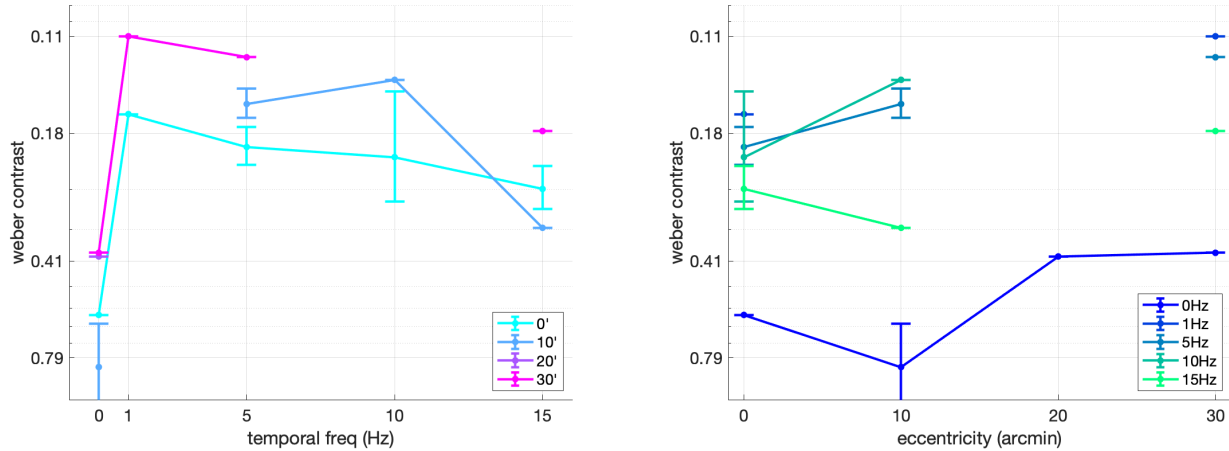 0.11
0.18
0.41
0.79
weber contrast
0 1 5 10 15
temporal freq (Hz)
0'
10'
20'
30'
0.11
0.18
0.41
0.79
weber contrast
0 10 20 30
eccentricity (arcmin)
0Hz
1Hz
5Hz
10Hz
15Hz